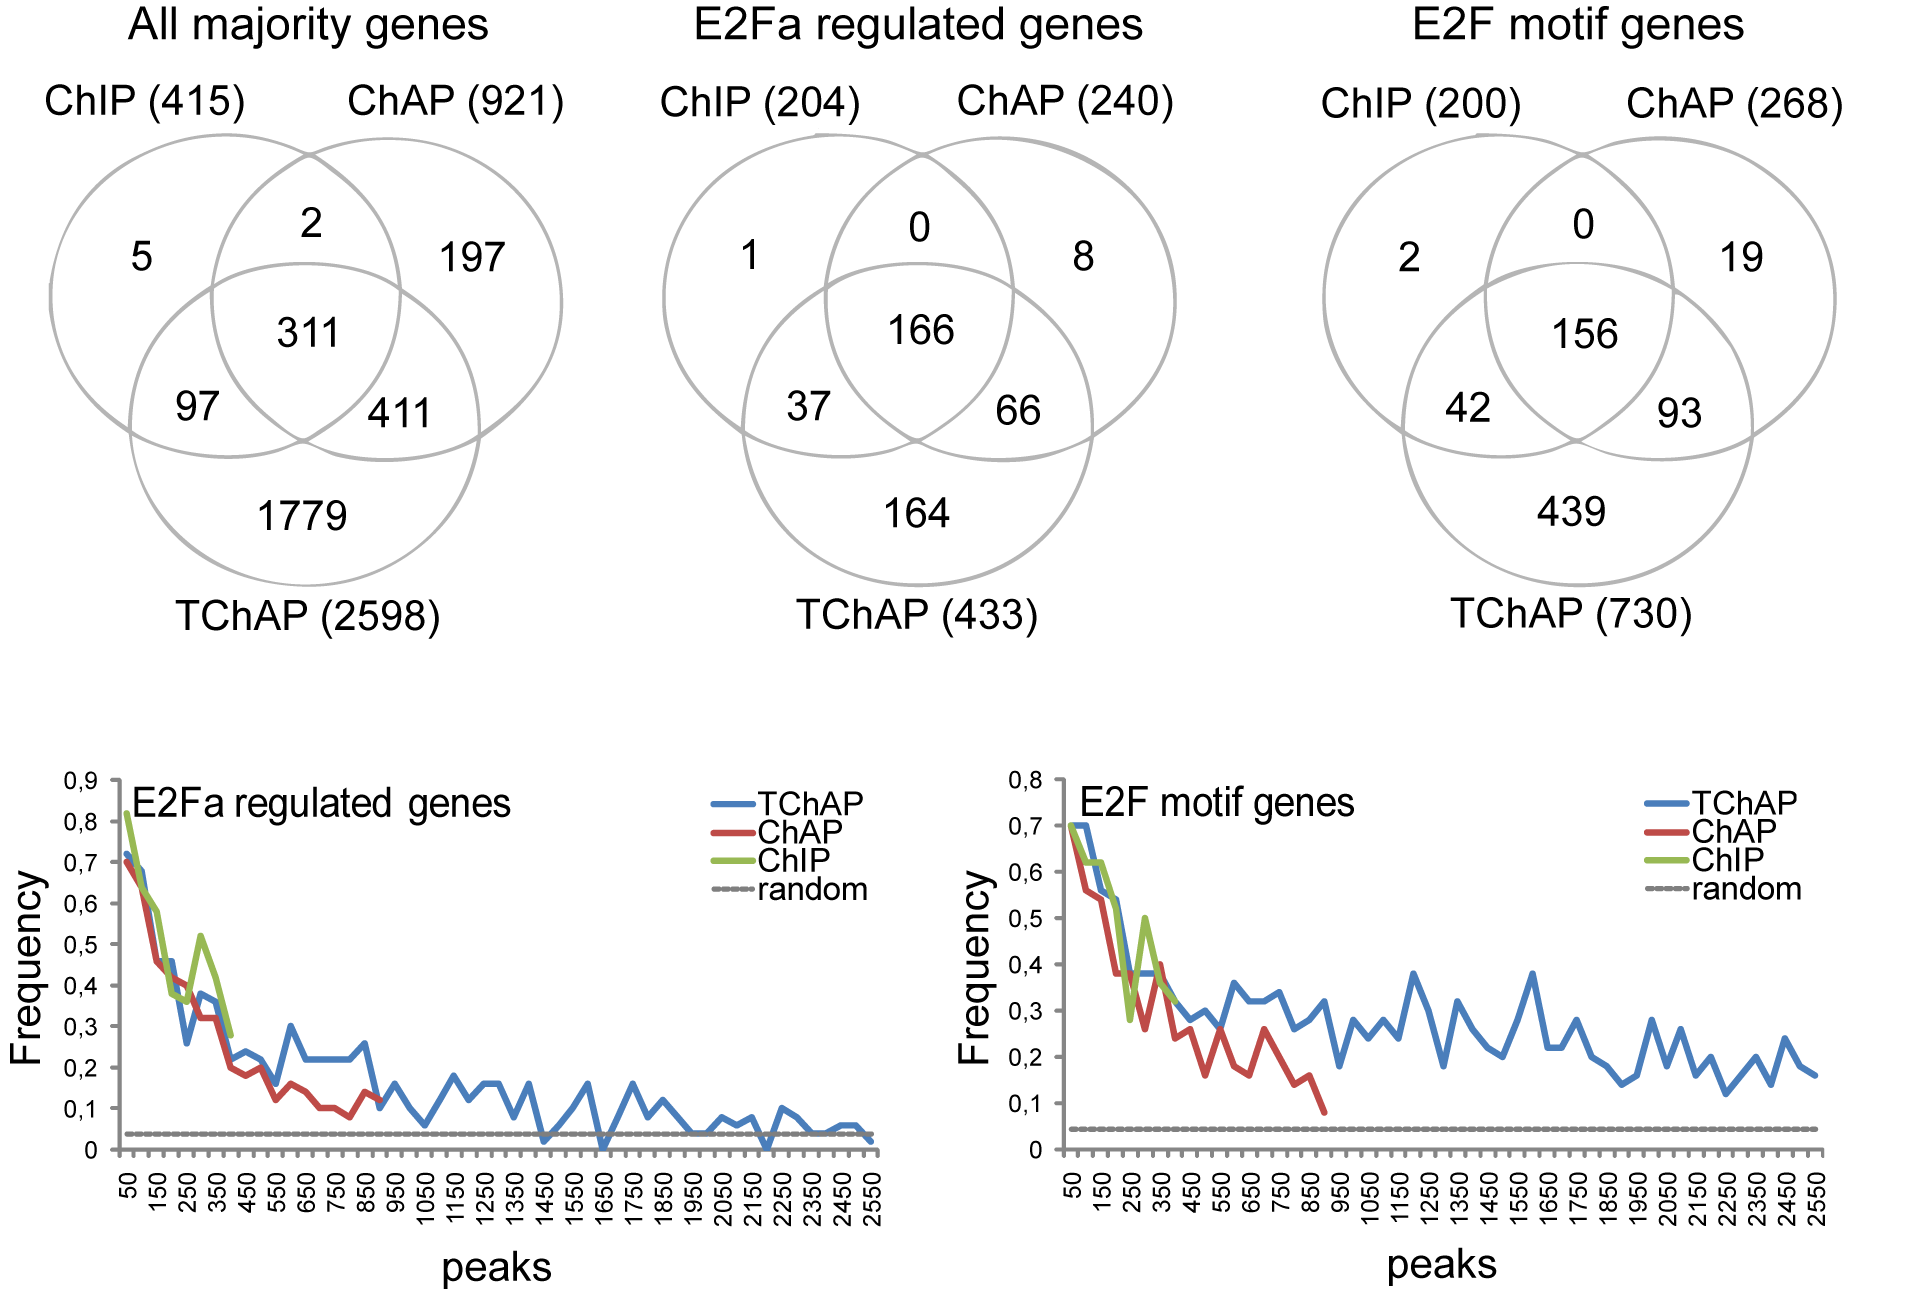 All majority genes
E2Fa regulated genes
E2F motif genes
ChIP (415)
ChAP (921)
ChIP (204)
ChAP (240)
ChIP (200)
ChAP (268)
5
2
197
311
97
411
1779
TChAP (2598)
1
0
8
166
37
66
164
TChAP (433)
2
0
19
156
42
93
439
TChAP (730)
E2Fa regulated genes
TChAP
ChAP
ChIP
random
Frequency
0,9
0,8
0,7
0,6
0,5
0,4
0,3
0,2
0,1
0
50 150 250 350 450 550 650 750 850 950 1050 1150 1250 1350 1450 1550 1650 1750 1850 1950 2050 2150 2250 2350 2450 2550
peaks
E2F motif genes
TChAP
ChAP
ChIP
random
Frequency
0,8
0,7
0,6
0,5
0,4
0,3
0,2
0,1
0
50 150 250 350 450 550 650 750 850 950 1050 1150 1250 1350 1450 1550 1650 1750 1850 1950 2050 2150 2250 2350 2450 2550
peaks